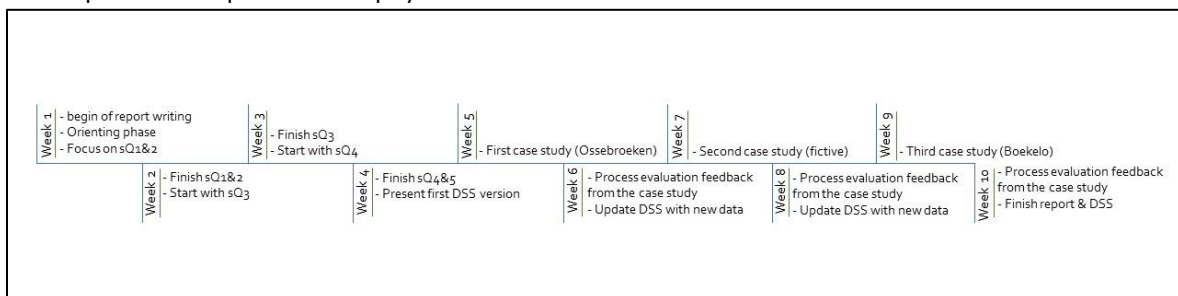 Week 1
- begin of report writing
- Orienting phase
- Focus on sQ1&2
Week 2
- Finish sQ1&2
- Start with sQ3
Week 3
- Finish sQ3
- Start with sQ4
Week 4
- Finish sQ4&5
- Present first DSS version
Week 5
- First case study (Ossebroeken)
Week 6
- Process evaluation feedback
from the case study
- Update DSS with new data
Week 7
- Second case study (fictive)
Week 8
- Process evaluation feedback
from the case study
- Update DSS with new data
Week 9
- Third case study (Boekelo)
Week 10
- Process evaluation feedback
from the case study
- Finish report & DSS